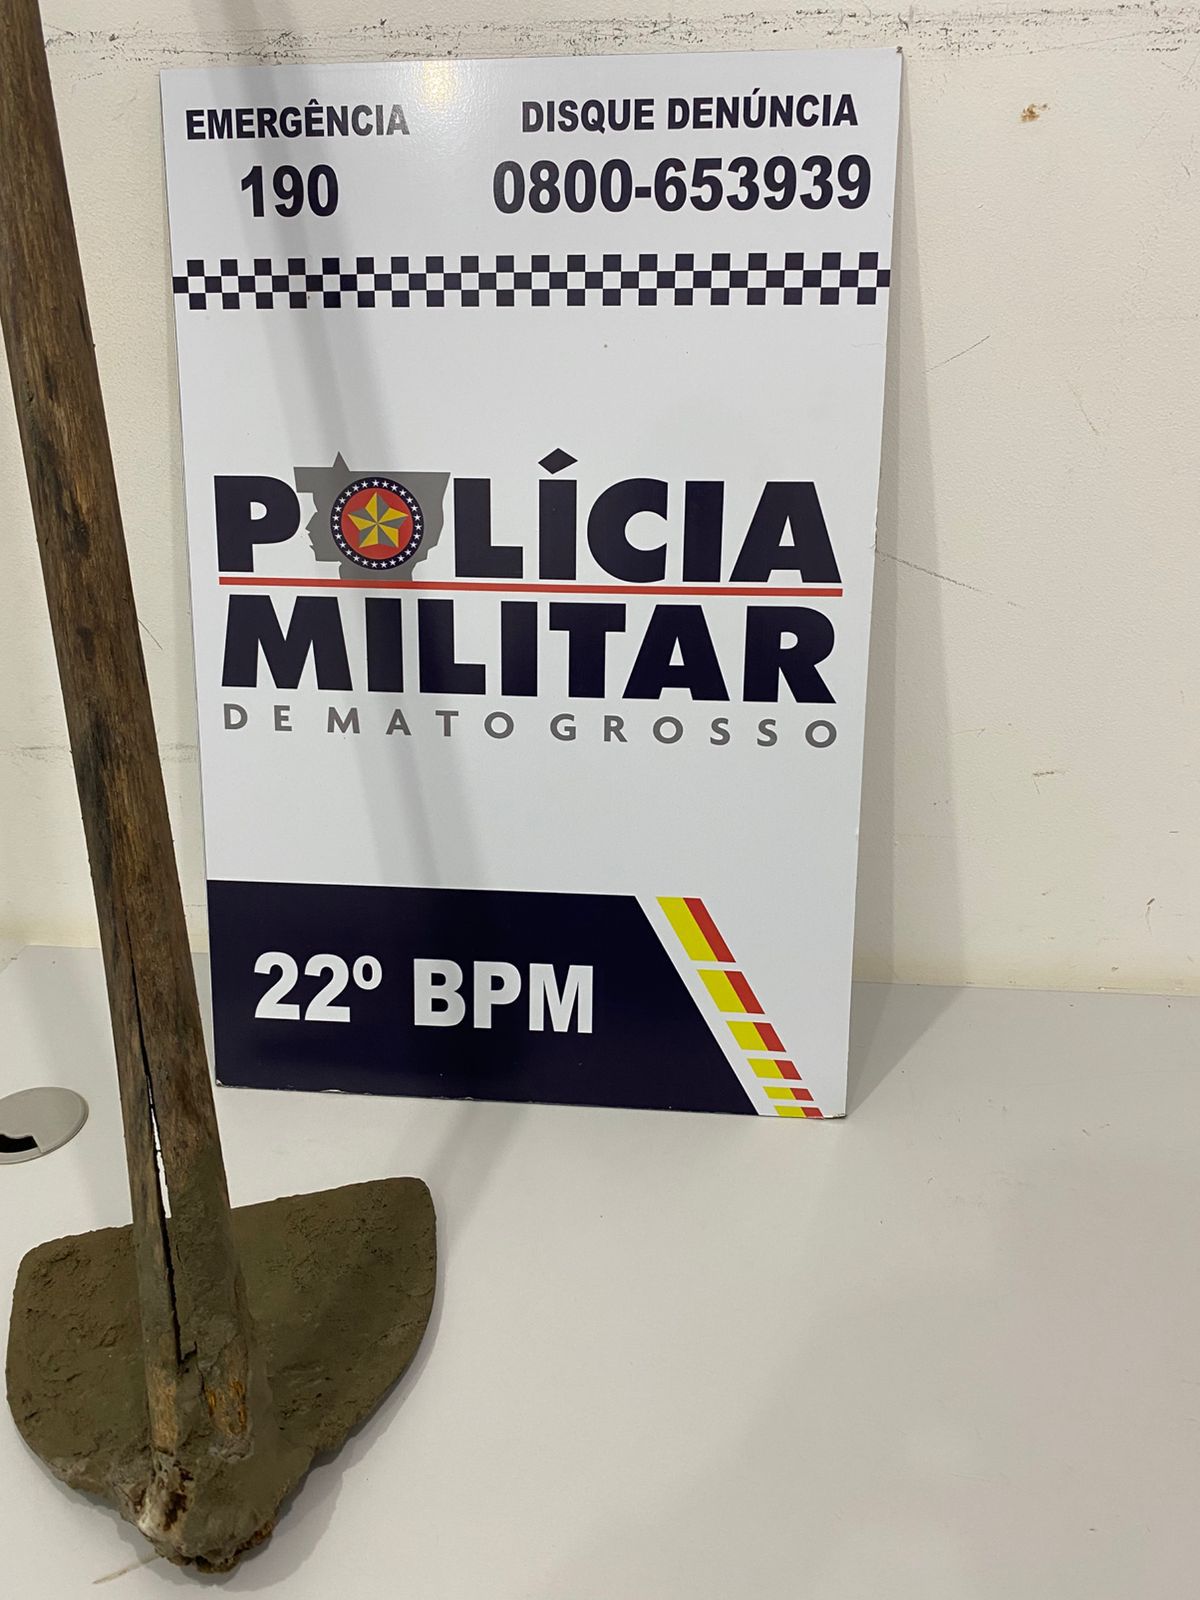 EMERGÊNCIA DISQUE DENÚNCIA
190 0800-653939
POLÍCIA
MILITAR
DE MATO GROSSO
22º BPM